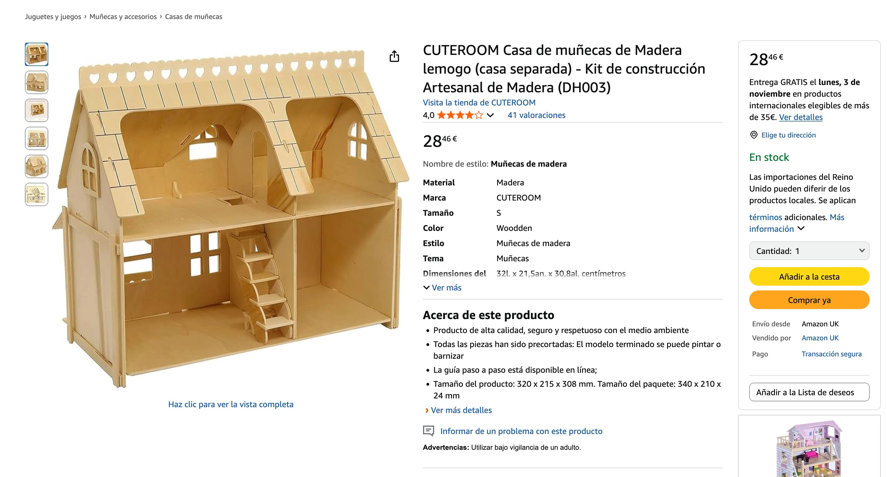 Juguetes y juegos › Muñecas y accesorios › Casas de muñecas
CUTEROOM Casa de muñecas de Madera
lemogo (casa separada) - Kit de construcción
Artesanal de Madera (DH003)
Visita la tienda de CUTEROOM
4,0 41 valoraciones
28 46 €
Nombre de estilo: Muñecas de madera
Material Madera
Marca CUTEROOM
Tamaño S
Color Woodden
Estilo Muñecas de madera
Tema Muñecas
Dimensiones del 32l. x 21,5an. x 30,8al. centímetros
Ver más
Acerca de este producto
• Producto de alta calidad, seguro y respetuoso con el medio ambiente
• Todas las piezas han sido precortadas: El modelo terminado se puede pintar o
barnizar
• La guía paso a paso está disponible en línea;
• Tamaño del producto: 320 x 215 x 308 mm. Tamaño del paquete: 340 x 210 x
24 mm
› Ver más detalles
Informar de un problema con este producto
Advertencias: Utilizar bajo vigilancia de un adulto.
Haz clic para ver la vista completa
28 46 €
Entrega GRATIS el lunes, 3 de
noviembre en productos
internacionales elegibles de más
de 35€. Ver detalles
Elige tu dirección
En stock
Las importaciones del Reino
Unido pueden diferir de los
productos locales. Se aplican
términos adicionales. Más
información
Cantidad: 1
Añadir a la cesta
Comprar ya
Envío desde Amazon UK
Vendido por Amazon UK
Pago Transacción segura
Añadir a la Lista de deseos